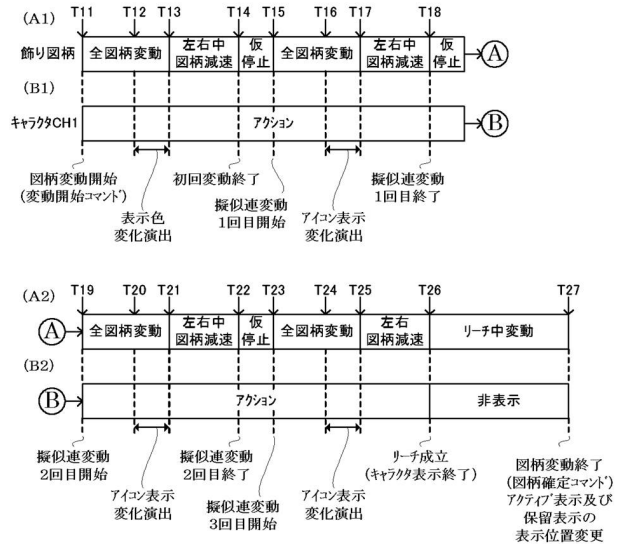 (A1)
T11 T12 T13 T14 T15 T16 T17 T18
飾り図柄 全図柄変動 左右中図柄減速 仮停止 全図柄変動 左右中図柄減速 仮停止 A
(B1)
キャラクタCH1 アクション B
図柄変動開始
(変動開始コマンド)
表示色
変化演出
初回変動終了
擬似連変動
1回目開始
アイコン表示
変化演出
擬似連変動
1回目終了
T19 T20 T21 T22 T23 T24 T25 T26 T27
(A2)
A 全図柄変動 左右中図柄減速 仮停止 全図柄変動 左右図柄減速 リーチ中変動
(B2)
B アクション 非表示
擬似連変動
2回目開始
アイコン表示
変化演出
擬似連変動
2回目終了
擬似連変動
3回目開始
アイコン表示
変化演出
リーチ成立
(キャラクタ表示終了)
図柄変動終了
(図柄確定コマンド)
アクティブ表示及び
保留表示の
表示位置変更